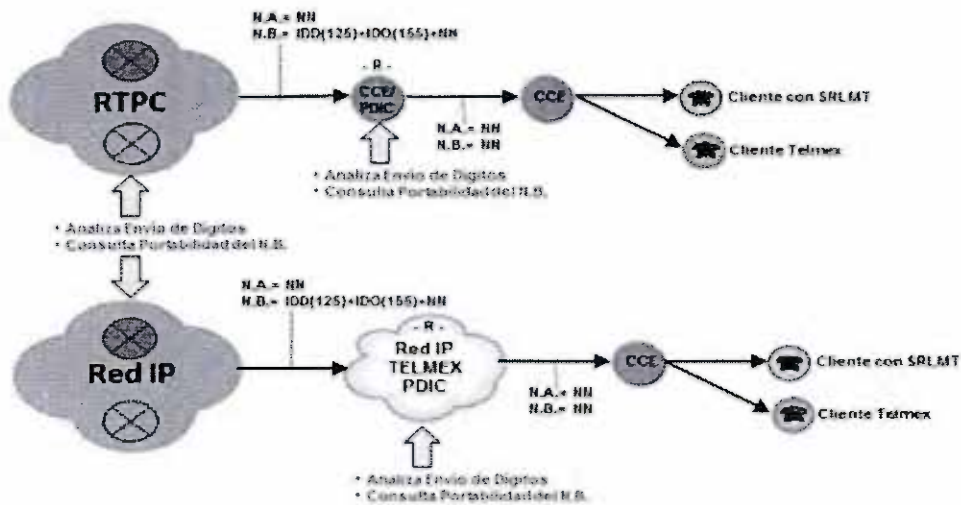 N.A.= NN
N.B.= IDD(125)+IDO(155)+NN
RTPC
- R -
CCE/
PDIC
N.A.= NN
N.B.= NN
CCE
Cliente con SRLMT
Cliente Telmex
• Analiza Envío de Dígitos
• Consulta Portabilidad del N.B.
• Analiza Envío de Dígitos
• Consulta Portabilidad del N.B.
N.A.= NN
N.B.= IDD(125)+IDO(155)+NN
Red IP
- R -
Red IP
TELMEX
PDIC
N.A.= NN
N.B.= NN
CCE
Cliente con SRLMT
Cliente Telmex
• Analiza Envío de Dígitos
• Consulta Portabilidad del N.B.